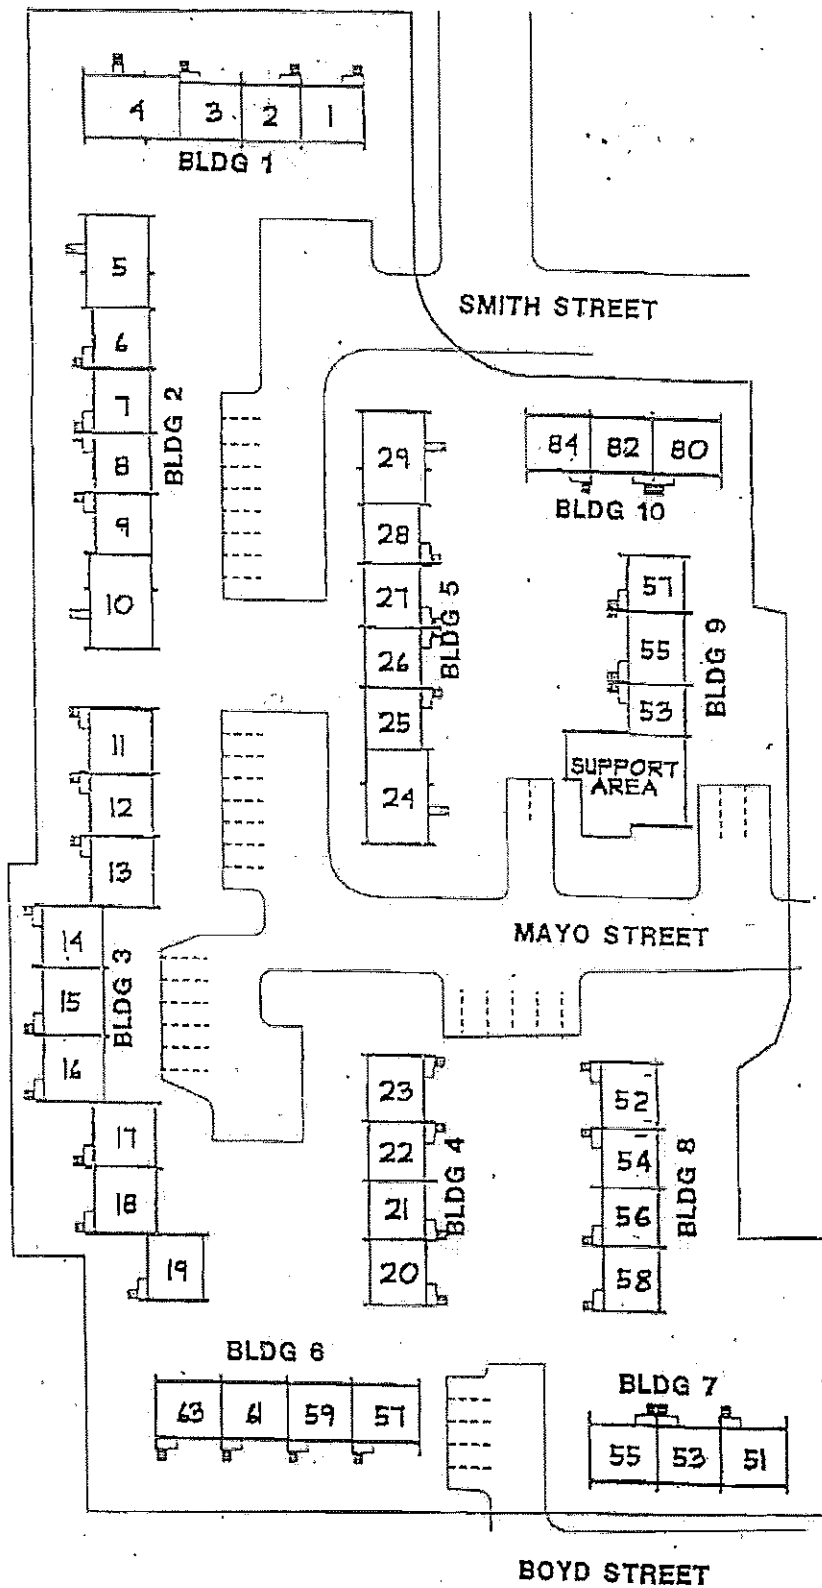 4 3 2 1
BLDG 1
5
6
7
8
9
10
BLDG 2
SMITH STREET
29
28
27
26
25
24
BLDG 5
84 82 80
BLDG 10
57
55
53
BLDG 9
SUPPORT
AREA
11
12
13
14
15
16
17
18
19
BLDG 3
MAYO STREET
23
22
21
20
BLDG 4
52
54
56
58
BLDG 8
BLDG 6
63 61 59 57
BLDG 7
55 53 51
BOYD STREET